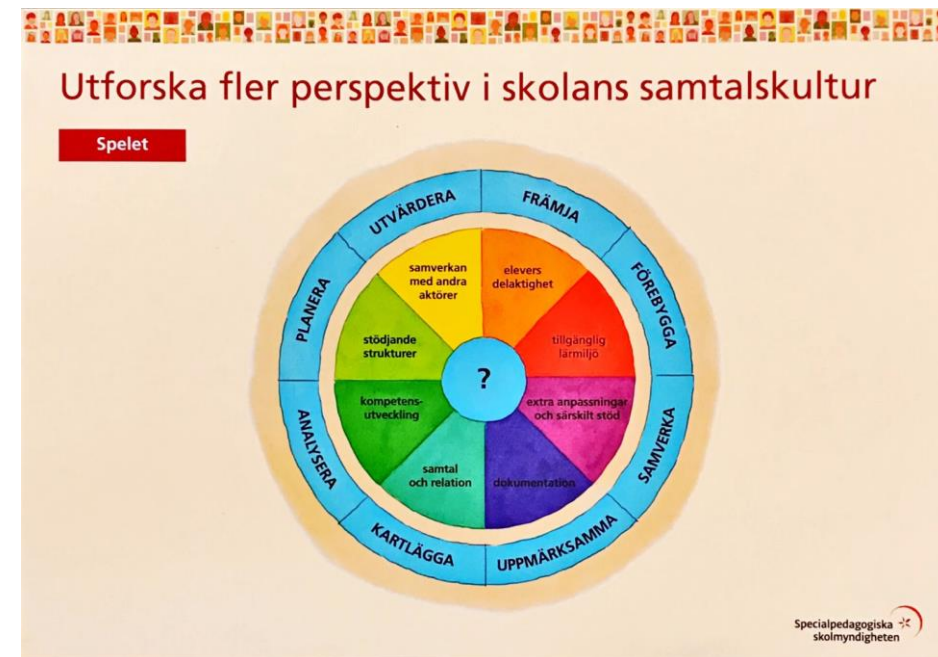 Utforska fler perspektiv i skolans samtalskultur
Spelet
UTVÄRDERA
FRÄMJA
FÖREBYGGA
SAMVERKA
UPPMÄRKSAMMA
KARTLÄGGA
ANALYSERA
PLANERA
samverkan
med andra
aktörer
elevers
delaktighet
tillgänglig
lärmiljö
extra anpassningar
och särskilt stöd
dokumentation
samtal
och relation
kompetens-
utveckling
stödjande
strukturer
?
Specialpedagogiska
skolmyndigheten